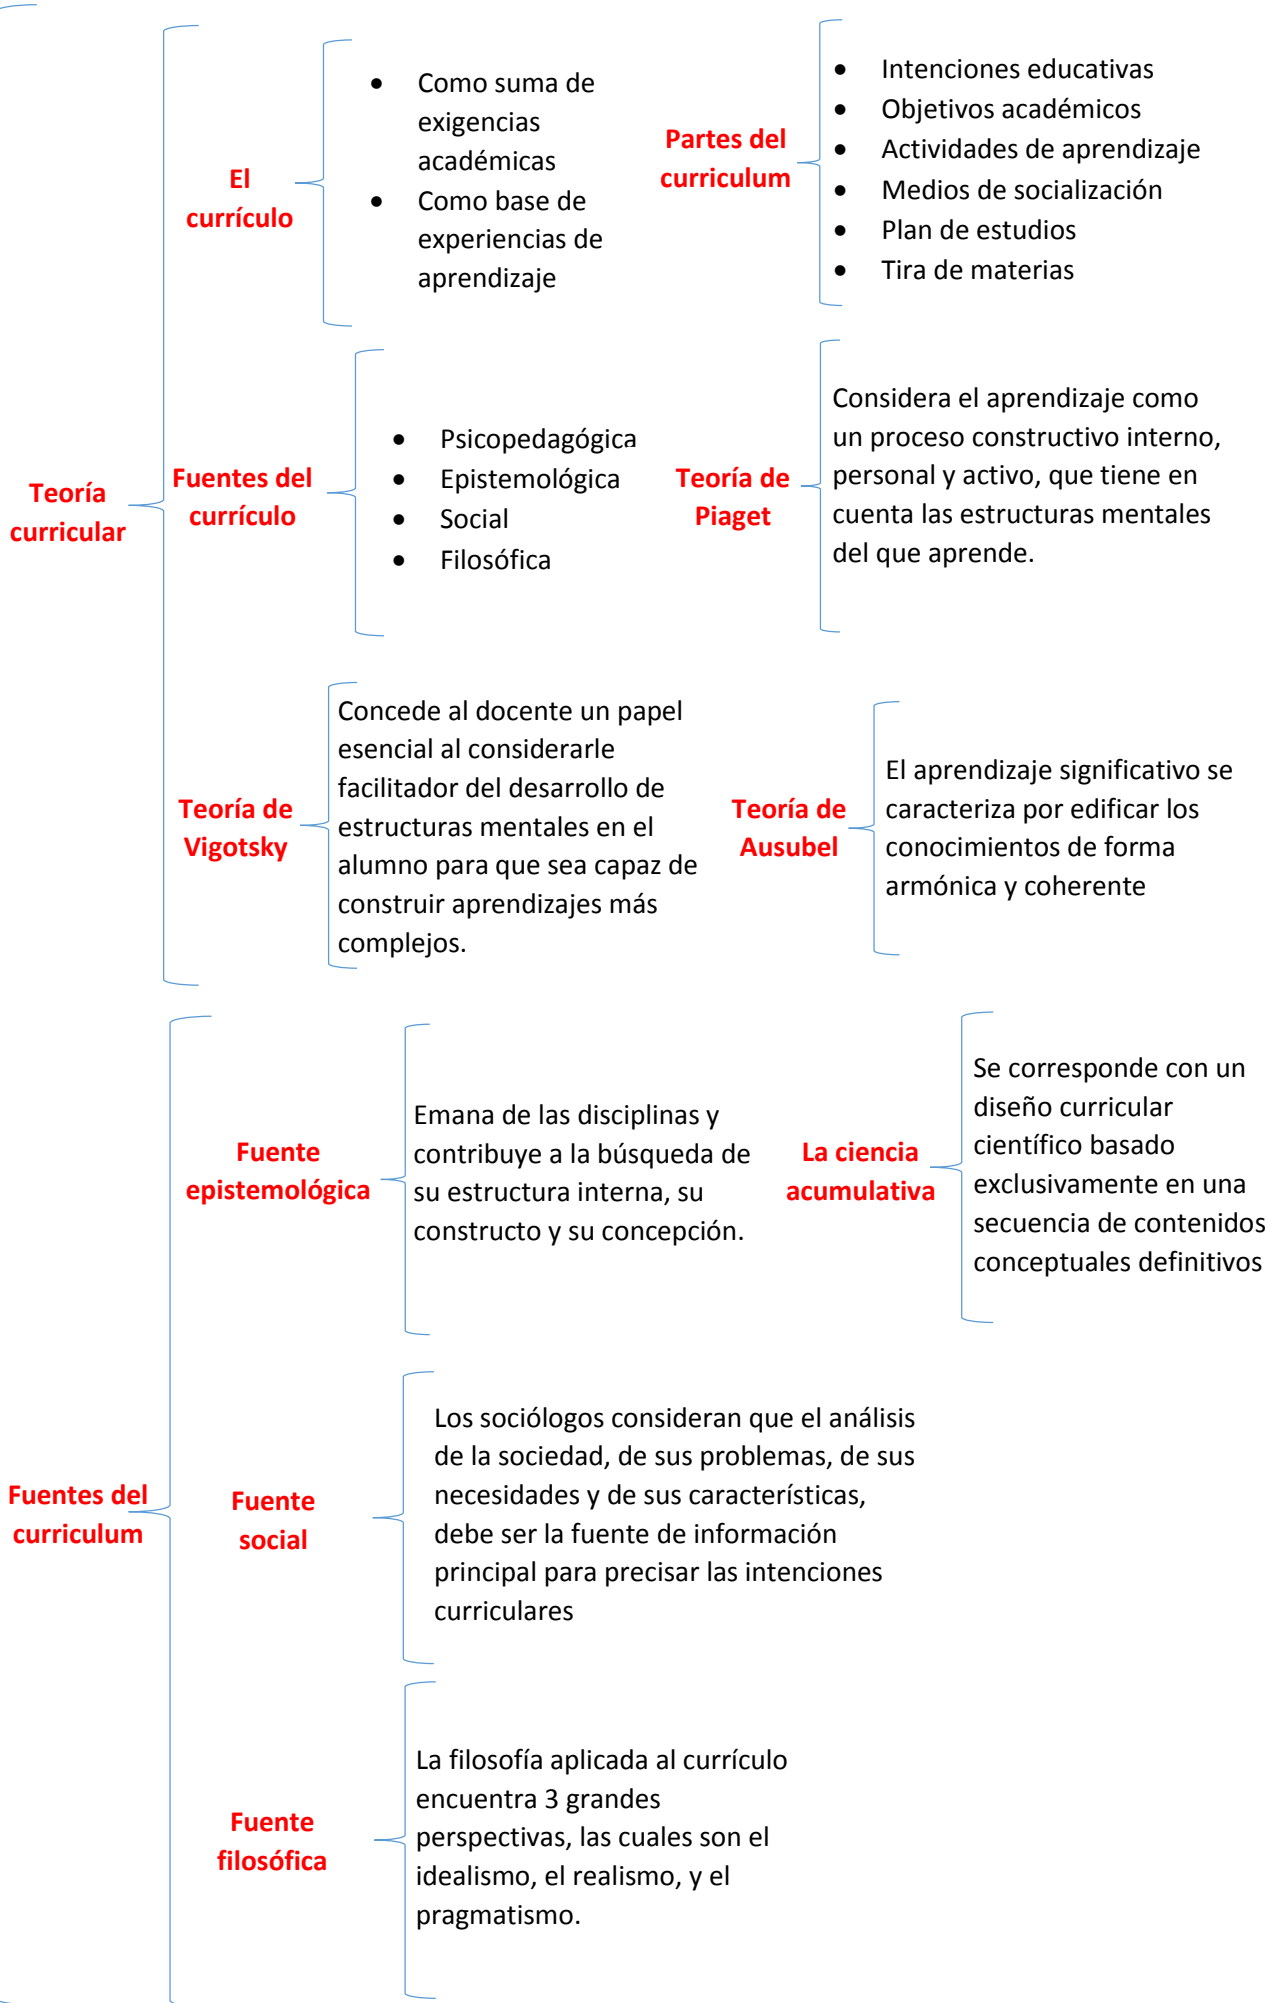 El
currículo
• Como suma de
exigencias
académicas
• Como base de
experiencias de
aprendizaje
Partes del
curriculum
• Intenciones educativas
• Objetivos académicos
• Actividades de aprendizaje
• Medios de socialización
• Plan de estudios
• Tira de materias
Teoría
curricular
Fuentes del
currículo
• Psicopedagógica
• Epistemológica
• Social
• Filosófica
Teoría de
Piaget
Considera el aprendizaje como
un proceso constructivo interno,
personal y activo, que tiene en
cuenta las estructuras mentales
del que aprende.
Teoría de
Vigotsky
Concede al docente un papel
esencial al considerarle
facilitador del desarrollo de
estructuras mentales en el
alumno para que sea capaz de
construir aprendizajes más
complejos.
Teoría de
Ausubel
El aprendizaje significativo se
caracteriza por edificar los
conocimientos de forma
armónica y coherente
Fuente
epistemológica
Emana de las disciplinas y
contribuye a la búsqueda de
su estructura interna, su
constructo y su concepción.
La ciencia
acumulativa
Se corresponde con un
diseño curricular
científico basado
exclusivamente en una
secuencia de contenidos
conceptuales definitivos
Fuentes del
curriculum
Fuente
social
Los sociólogos consideran que el análisis
de la sociedad, de sus problemas, de sus
necesidades y de sus características,
debe ser la fuente de información
principal para precisar las intenciones
curriculares
Fuente
filosófica
La filosofía aplicada al currículo
encuentra 3 grandes
perspectivas, las cuales son el
idealismo, el realismo, y el
pragmatismo.